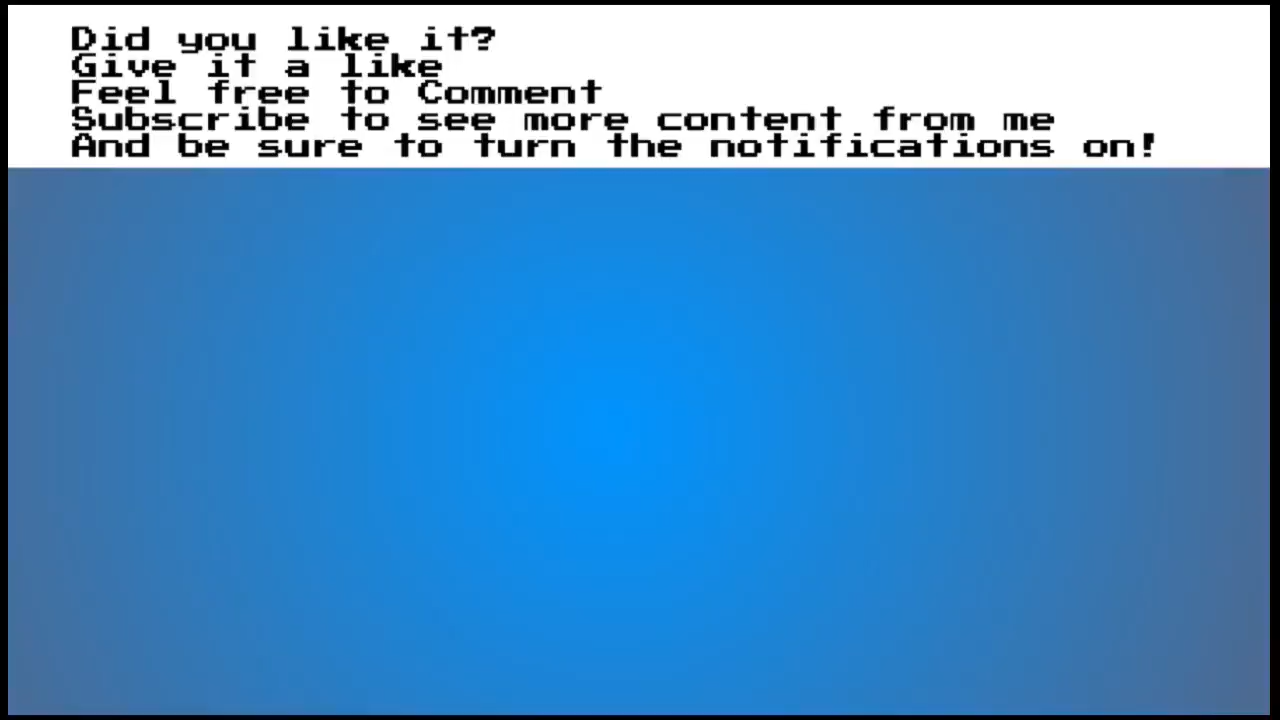 Did you like it?
Give it a like
Feel free to Comment
Subscribe to see more content from me
And be sure to turn the notifications on!